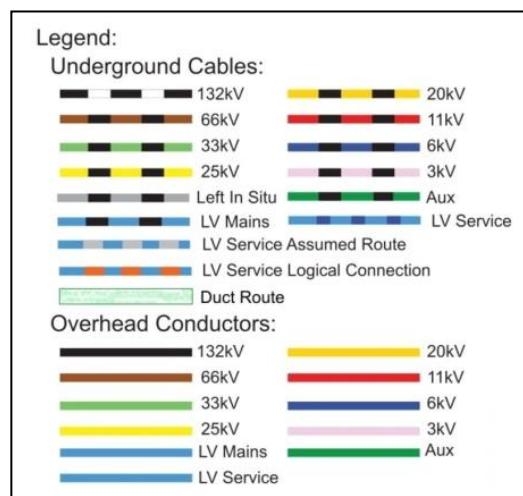 Legend:
Underground Cables:
132kV 20kV
66kV 11kV
33kV 6kV
25kV 3kV
Left In Situ Aux
LV Mains LV Service
LV Service Assumed Route
LV Service Logical Connection
Duct Route
Overhead Conductors:
132kV 20kV
66kV 11kV
33kV 6kV
25kV 3kV
LV Mains Aux
LV Service